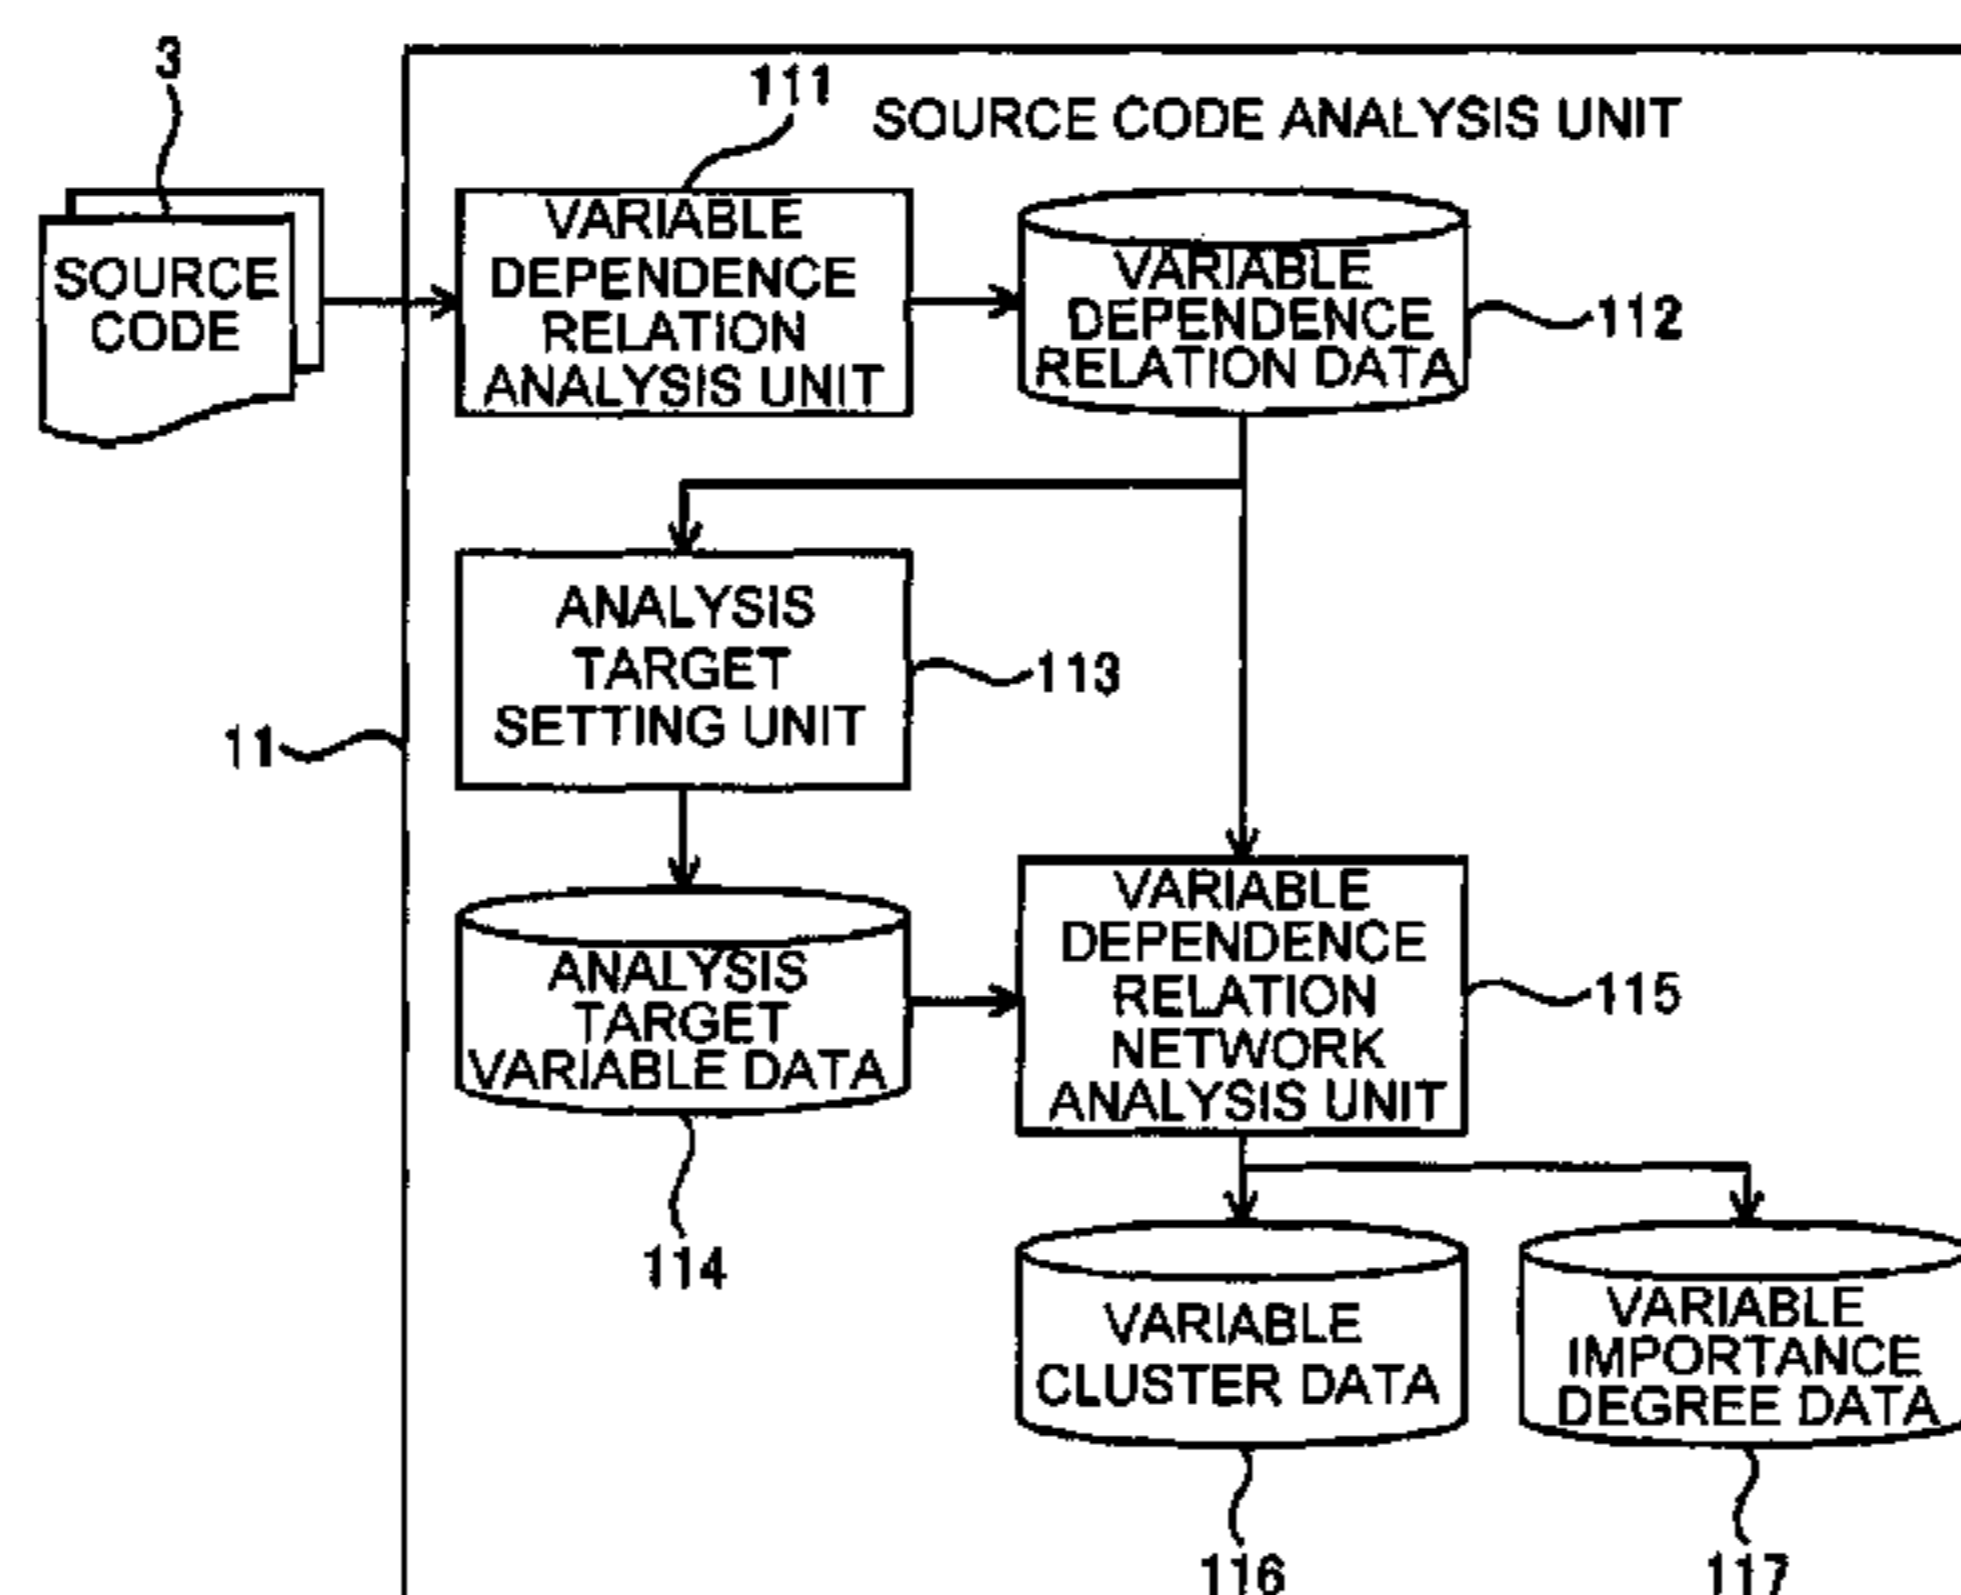 3
111
SOURCE CODE ANALYSIS UNIT
SOURCE
CODE
VARIABLE
DEPENDENCE
RELATION
ANALYSIS UNIT
VARIABLE
DEPENDENCE
RELATION DATA
112
ANALYSIS
TARGET
SETTING UNIT
113
11
ANALYSIS
TARGET
VARIABLE DATA
114
VARIABLE
DEPENDENCE
RELATION
NETWORK
ANALYSIS UNIT
115
VARIABLE
CLUSTER DATA
VARIABLE
IMPORTANCE
DEGREE DATA
116
117